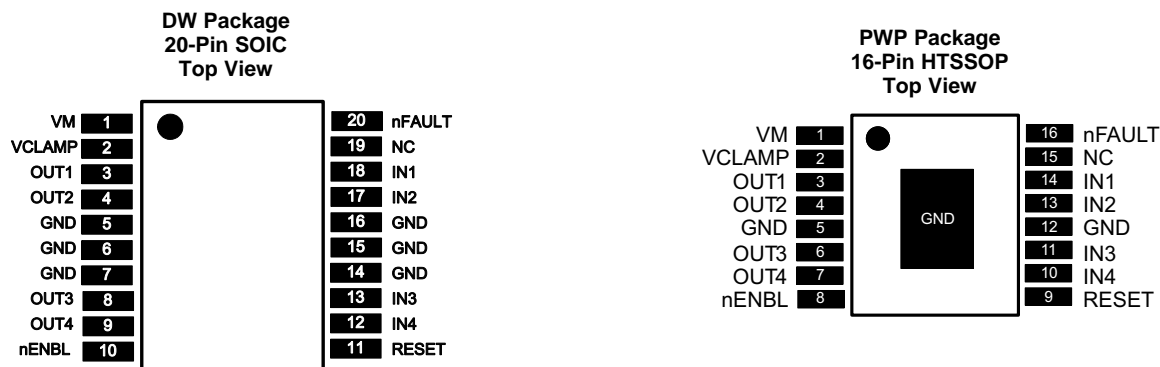 DW Package
20-Pin SOIC
Top View
VM 1 20 nFAULT
VCLAMP 2 19 NC
OUT1 3 18 IN1
OUT2 4 17 IN2
GND 5 16 GND
GND 6 15 GND
GND 7 14 GND
OUT3 8 13 IN3
OUT4 9 12 IN4
nENBL 10 11 RESET
PWP Package
16-Pin HTSSOP
Top View
VM 1 16 nFAULT
VCLAMP 2 15 NC
OUT1 3 14 IN1
OUT2 4 13 IN2
GND 5 GND 12 GND
OUT3 6 11 IN3
OUT4 7 10 IN4
nENBL 8 9 RESET